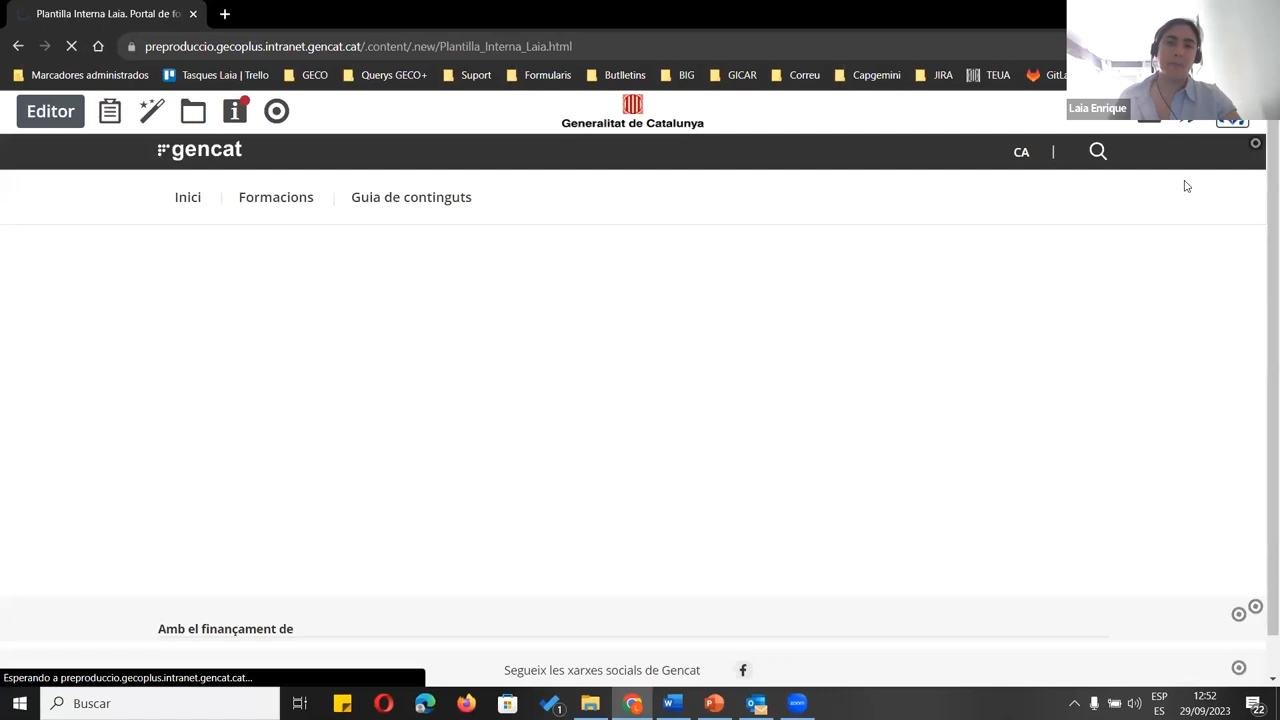 Plantilla Interna Laia. Portal de fo
preproduccio.gecoplus.intranet.gencat.cat/.content/.new/Plantilla_Interna_Laia.html
Marcadores administrados
Tasques Laia | Trello
GECO
Querys GECO+
Suport
Formularis
Butlletins
BIG
GICAR
Correu
Capgemini
JIRA
TEUA
GitLa
Laia Enrique
Editor
Generalitat de Catalunya
gencat
CA |
Inici
Formacions
Guia de continguts
Amb el finançament de
Segueix les xarxes socials de Gencat
Esperando a preproduccio.gecoplus.intranet.gencat.cat...
Buscar
1
ESP
ES
12:52
29/09/2023
22